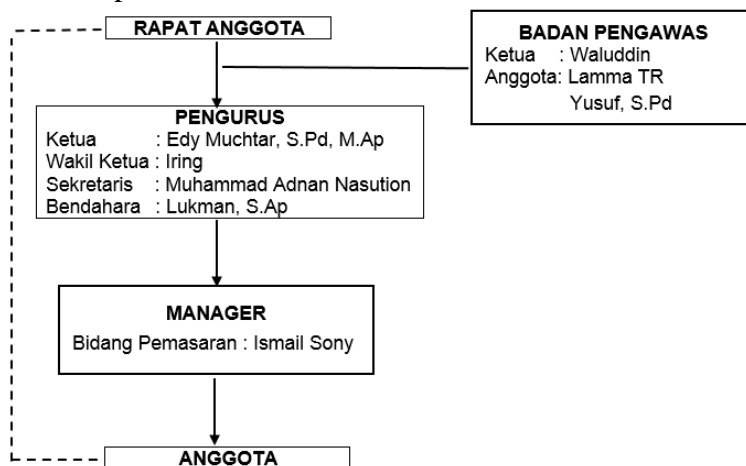 RAPAT ANGGOTA
BADAN PENGAWAS
Ketua : Waluddin
Anggota: Lamma TR
Yusuf, S.Pd
PENGURUS
Ketua : Edy Muchtar, S.Pd, M.Ap
Wakil Ketua : Iring
Sekretaris : Muhammad Adnan Nasution
Bendahara : Lukman, S.Ap
MANAGER
Bidang Pemasaran : Ismail Sony
ANGGOTA